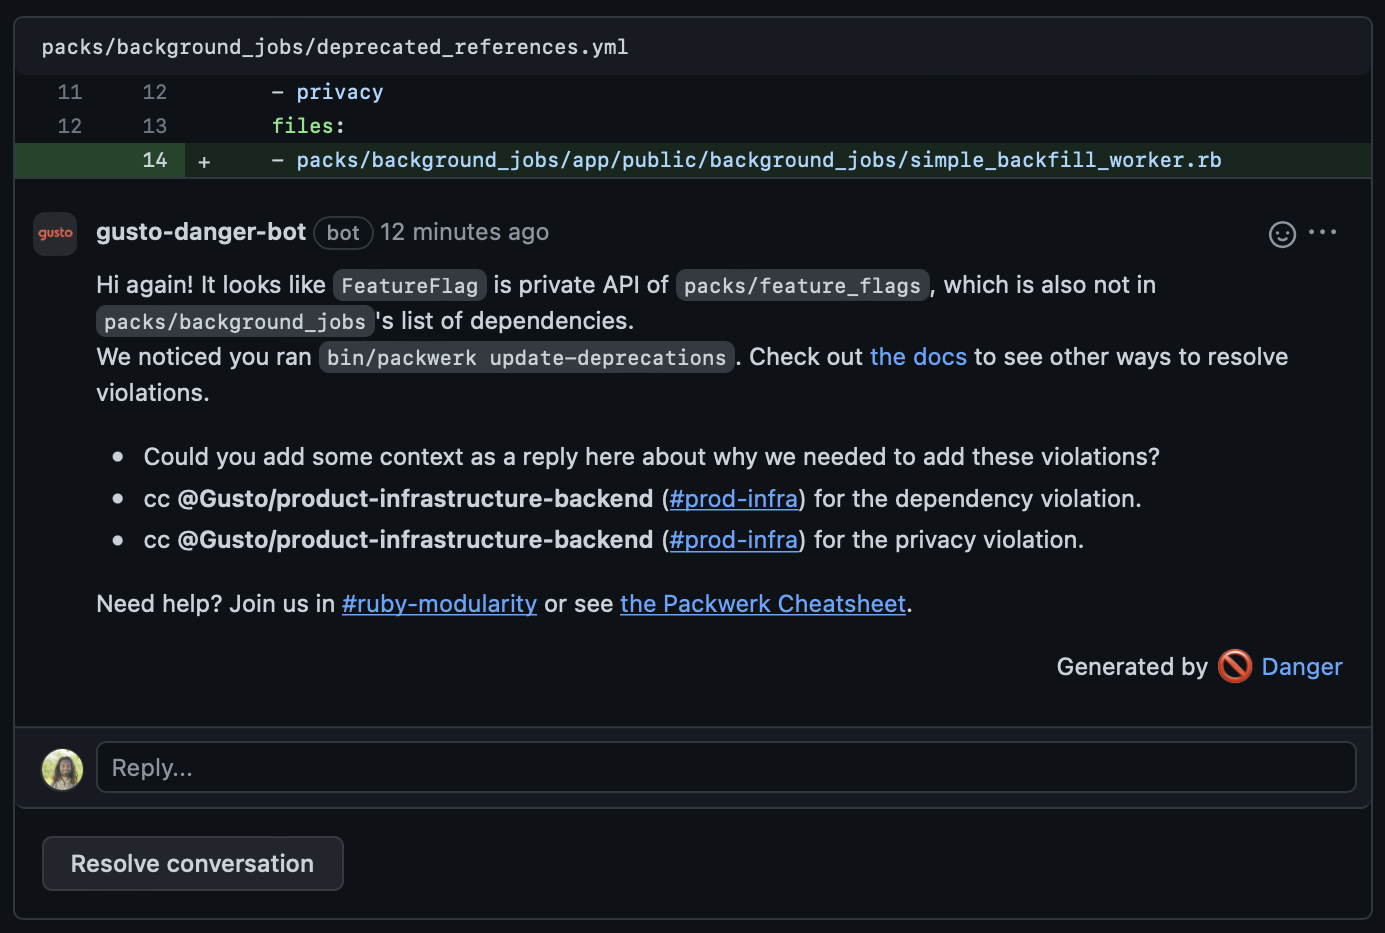 packs/background_jobs/deprecated_references.yml
11 12 - privacy
12 13 files:
14 + - packs/background_jobs/app/public/background_jobs/simple_backfill_worker.rb
gusto
gusto-danger-bot bot 12 minutes ago
Hi again! It looks like FeatureFlag is private API of packs/feature_flags, which is also not in
packs/background_jobs's list of dependencies.
We noticed you ran bin/packwerk update-deprecations. Check out the docs to see other ways to resolve
violations.
• Could you add some context as a reply here about why we needed to add these violations?
• cc @Gusto/product-infrastructure-backend (#prod-infra) for the dependency violation.
• cc @Gusto/product-infrastructure-backend (#prod-infra) for the privacy violation.
Need help? Join us in #ruby-modularity or see the Packwerk Cheatsheet.
Generated by 🚫 Danger
Reply...
Resolve conversation